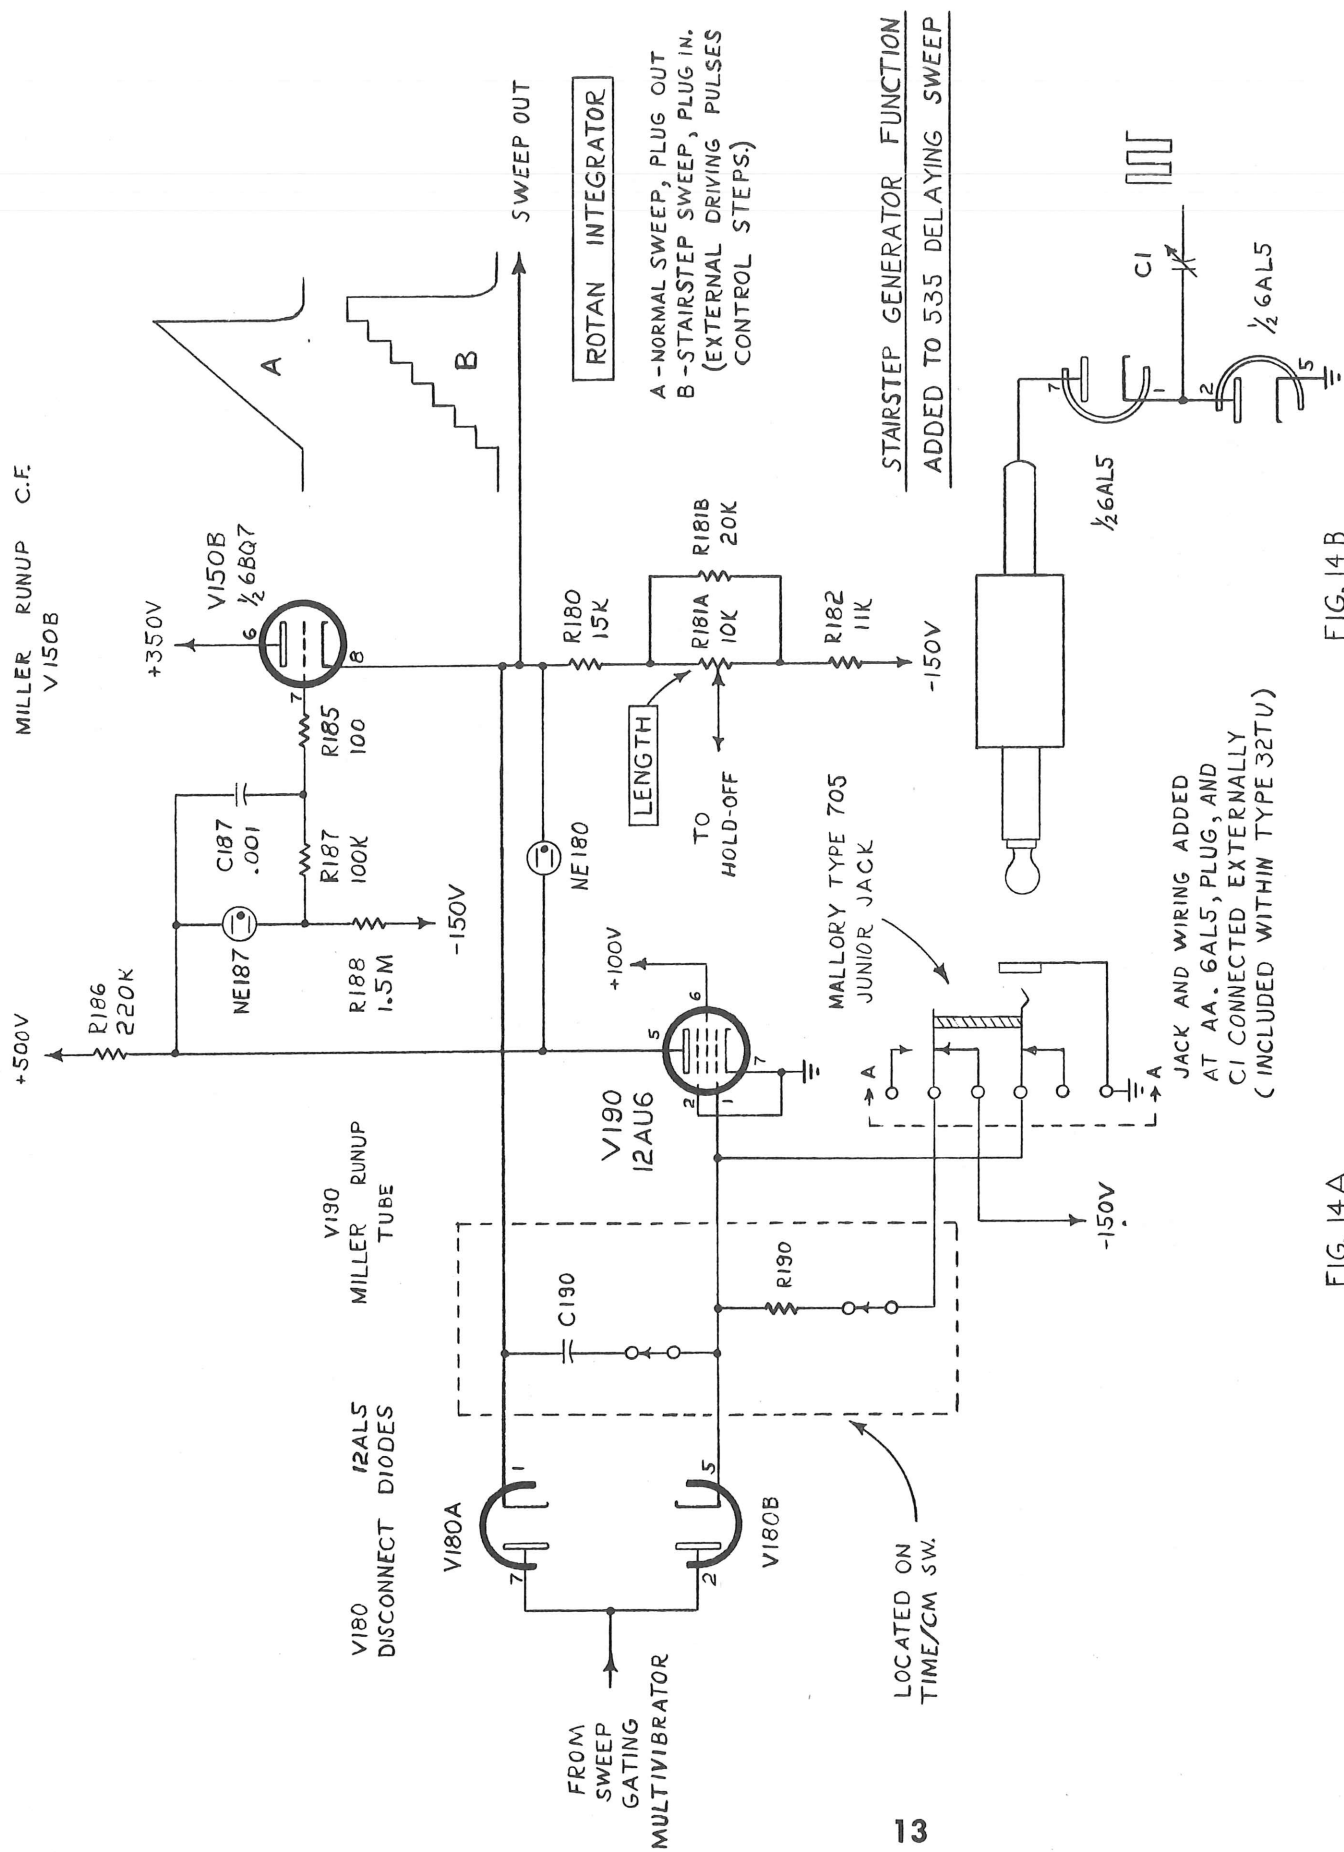 MILLER RUNUP C.F.
V150B
+500V
R186
220K
+350V
V150B
½ 6BQ7
6
7
8
C187
.001
R185
100
NE187
R187
100K
R188
1.5M
-150V
A
B
SWEEP OUT
V190
MILLER RUNUP
TUBE
V180 12AL5
DISCONNECT DIODES
V180A
7
1
V180B
2
5
FROM
SWEEP
GATING
MULTIVIBRATOR
C190
R190
LOCATED ON
TIME/CM SW.
V190
12AU6
5
6
2
1
7
+100V
NE180
R180
15K
R181A
10K
R181B
20K
R182
11K
-150V
LENGTH
TO
HOLD-OFF
ROTAN INTEGRATOR
A-NORMAL SWEEP, PLUG OUT
B-STAIRSTEP SWEEP, PLUG IN.
(EXTERNAL DRIVING PULSES
CONTROL STEPS.)
STAIRSTEP GENERATOR FUNCTION
ADDED TO 535 DELAYING SWEEP
MALLORY TYPE 705
JUNIOR JACK
A
A
-150V
JACK AND WIRING ADDED
AT AA. 6AL5, PLUG, AND
C1 CONNECTED EXTERNALLY
(INCLUDED WITHIN TYPE 32TU)
½6AL5
7
1
C1
2
5
½ 6AL5
FIG. 14A
FIG. 14B
13